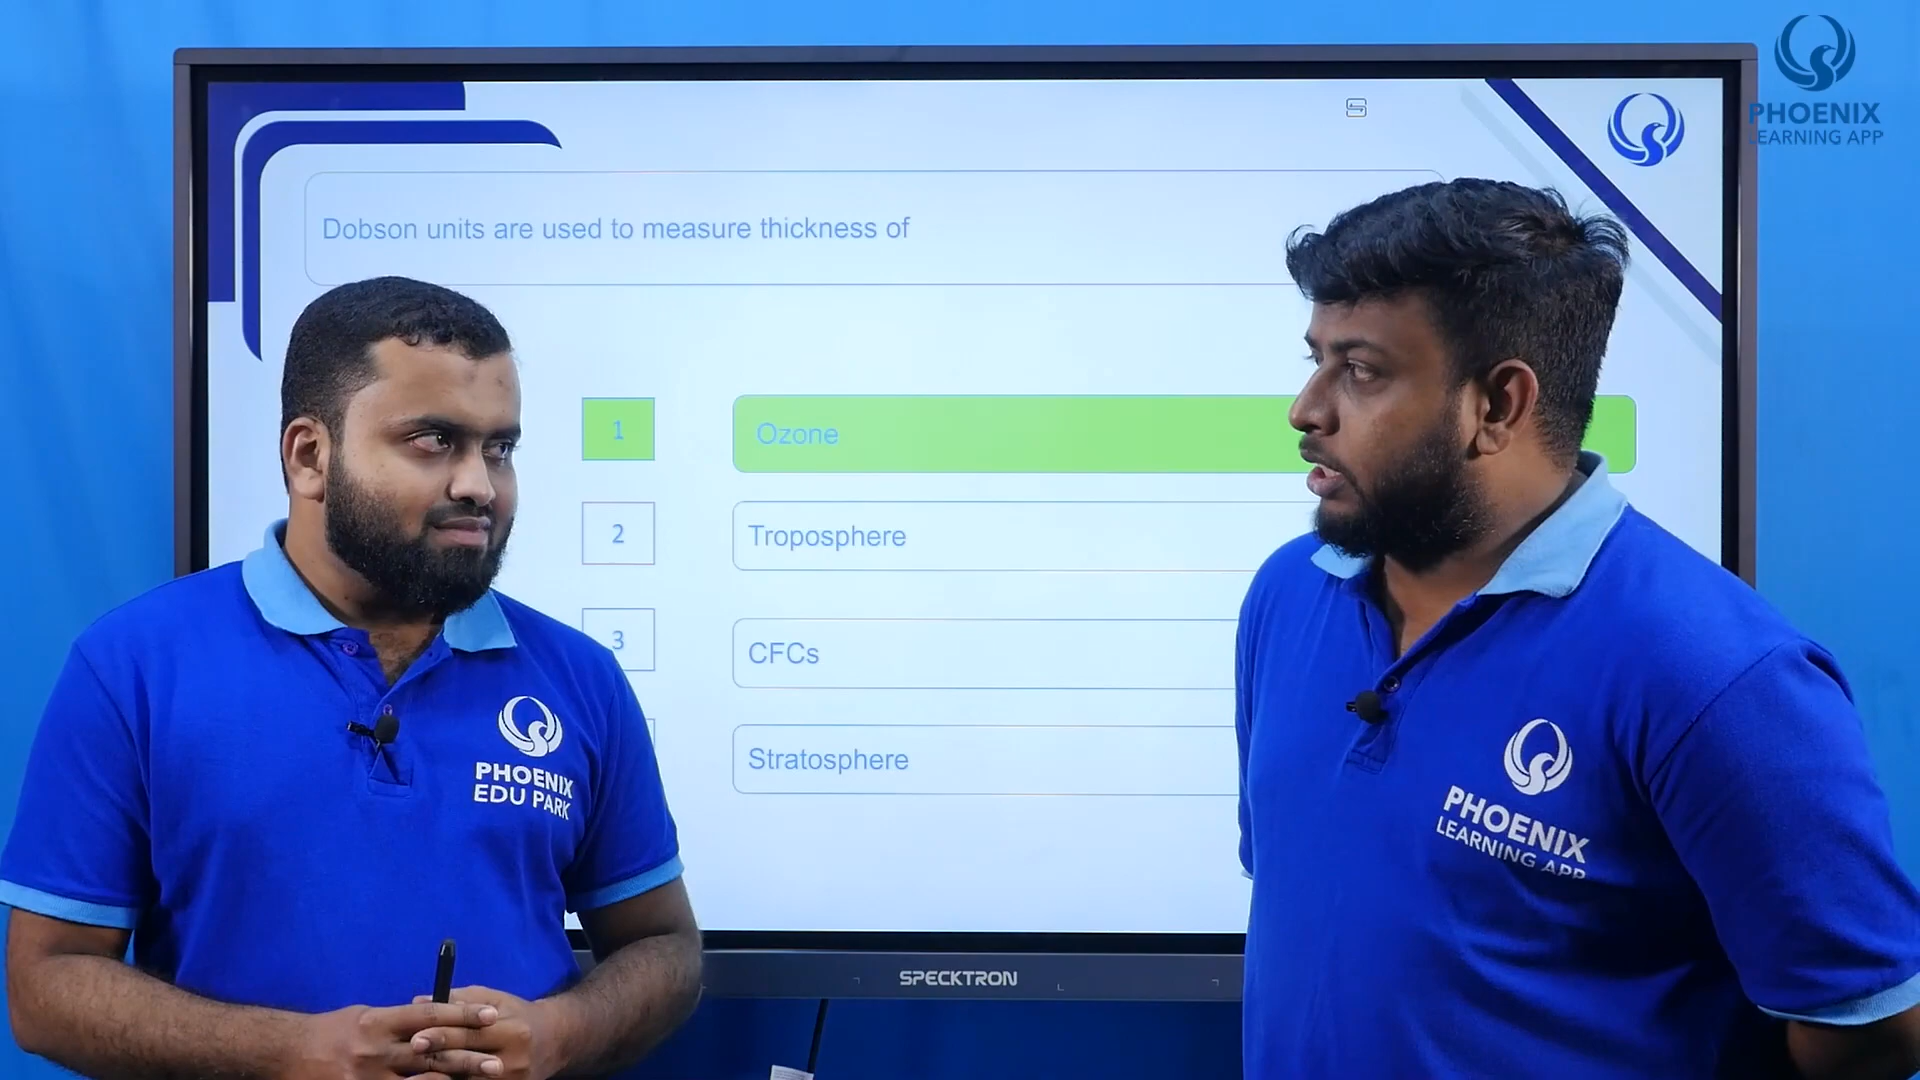 PHOENIX
LEARNING APP
Dobson units are used to measure thickness of
1
Ozone
2
Troposphere
3
CFCs
Stratosphere
PHOENIX
EDU PARK
PHOENIX
LEARNING APP
SPECKTRON